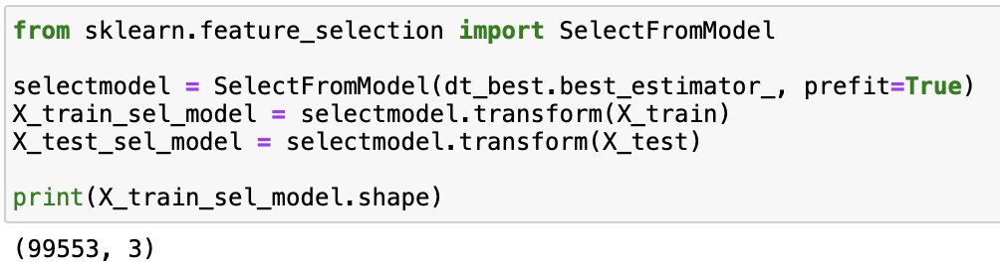 from sklearn.feature_selection import SelectFromModel
selectmodel = SelectFromModel(dt_best.best_estimator_, prefit=True)
X_train_sel_model = selectmodel.transform(X_train)
X_test_sel_model = selectmodel.transform(X_test)
print(X_train_sel_model.shape)
(99553, 3)